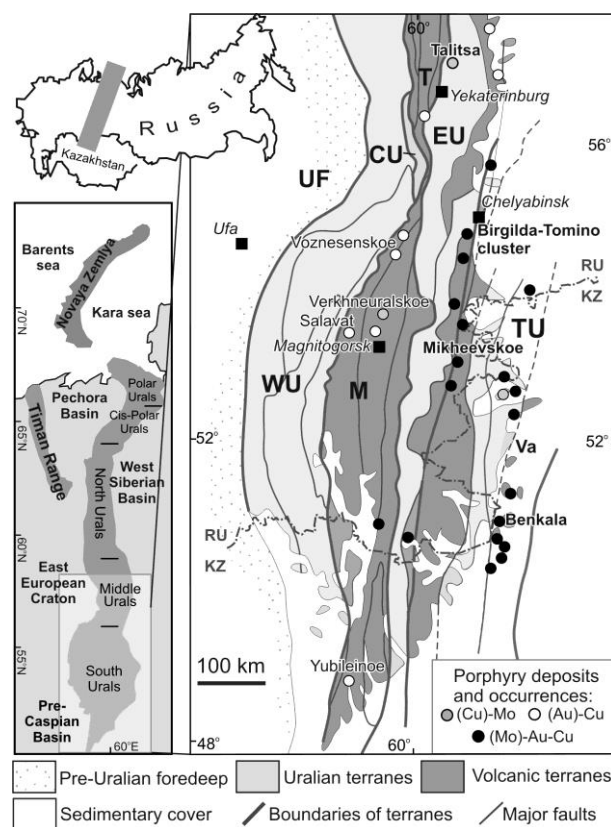 Russia
Kazakhstan
Barents
sea
Novaya Zemlya
Kara sea
70°N
Polar
Urals
Pechora
Basin
Cis-Polar
Urals
65°N
Timan Range
West
Siberian
Basin
North Urals
60°N
East
European
Craton
Middle
Urals
55°N
South
Urals
Pre-
Caspian
Basin
60°E
60°
Talitsa
T
Yekaterinburg
EU
CU
56°
UF
Chelyabinsk
Ufa
Birgilda-Tomino
cluster
Voznesenskoe
RU
KZ
Verkhneuralskoe
Salavat
TU
Magnitogorsk
Mikheevskoe
WU
M
52°
Va
52°
Benkala
RU
KZ
100 km
Yubileinoe
48°
60°
Porphyry deposits
and occurrences:
(Cu)-Mo (Au)-Cu
(Mo)-Au-Cu
Pre-Uralian foredeep Uralian terranes Volcanic terranes
Sedimentary cover Boundaries of terranes Major faults